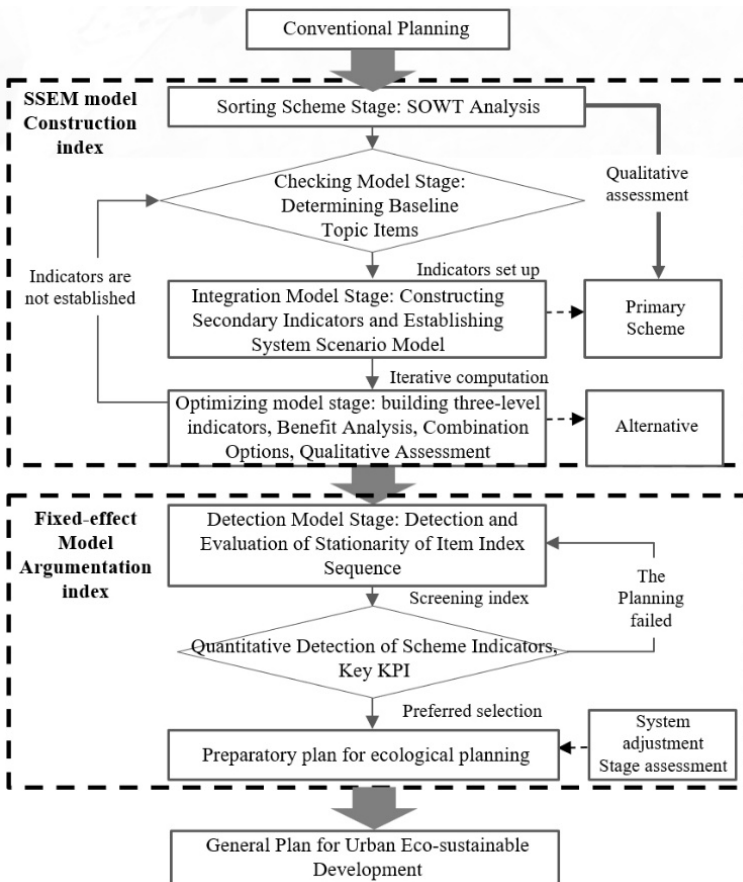 Conventional Planning
SSEM model
Construction
index
Sorting Scheme Stage: SOWT Analysis
Qualitative
assessment
Checking Model Stage:
Determining Baseline
Topic Items
Indicators are
not established
Indicators set up
Integration Model Stage: Constructing
Secondary Indicators and Establishing
System Scenario Model
Primary
Scheme
Iterative computation
Optimizing model stage: building three-level
indicators, Benefit Analysis, Combination
Options, Qualitative Assessment
Alternative
Fixed-effect
Model
Argumentation
index
Detection Model Stage: Detection and
Evaluation of Stationarity of Item Index
Sequence
The
Planning
failed
Screening index
Quantitative Detection of Scheme Indicators,
Key KPI
Preferred selection
Preparatory plan for ecological planning
System
adjustment
Stage assessment
General Plan for Urban Eco-sustainable
Development